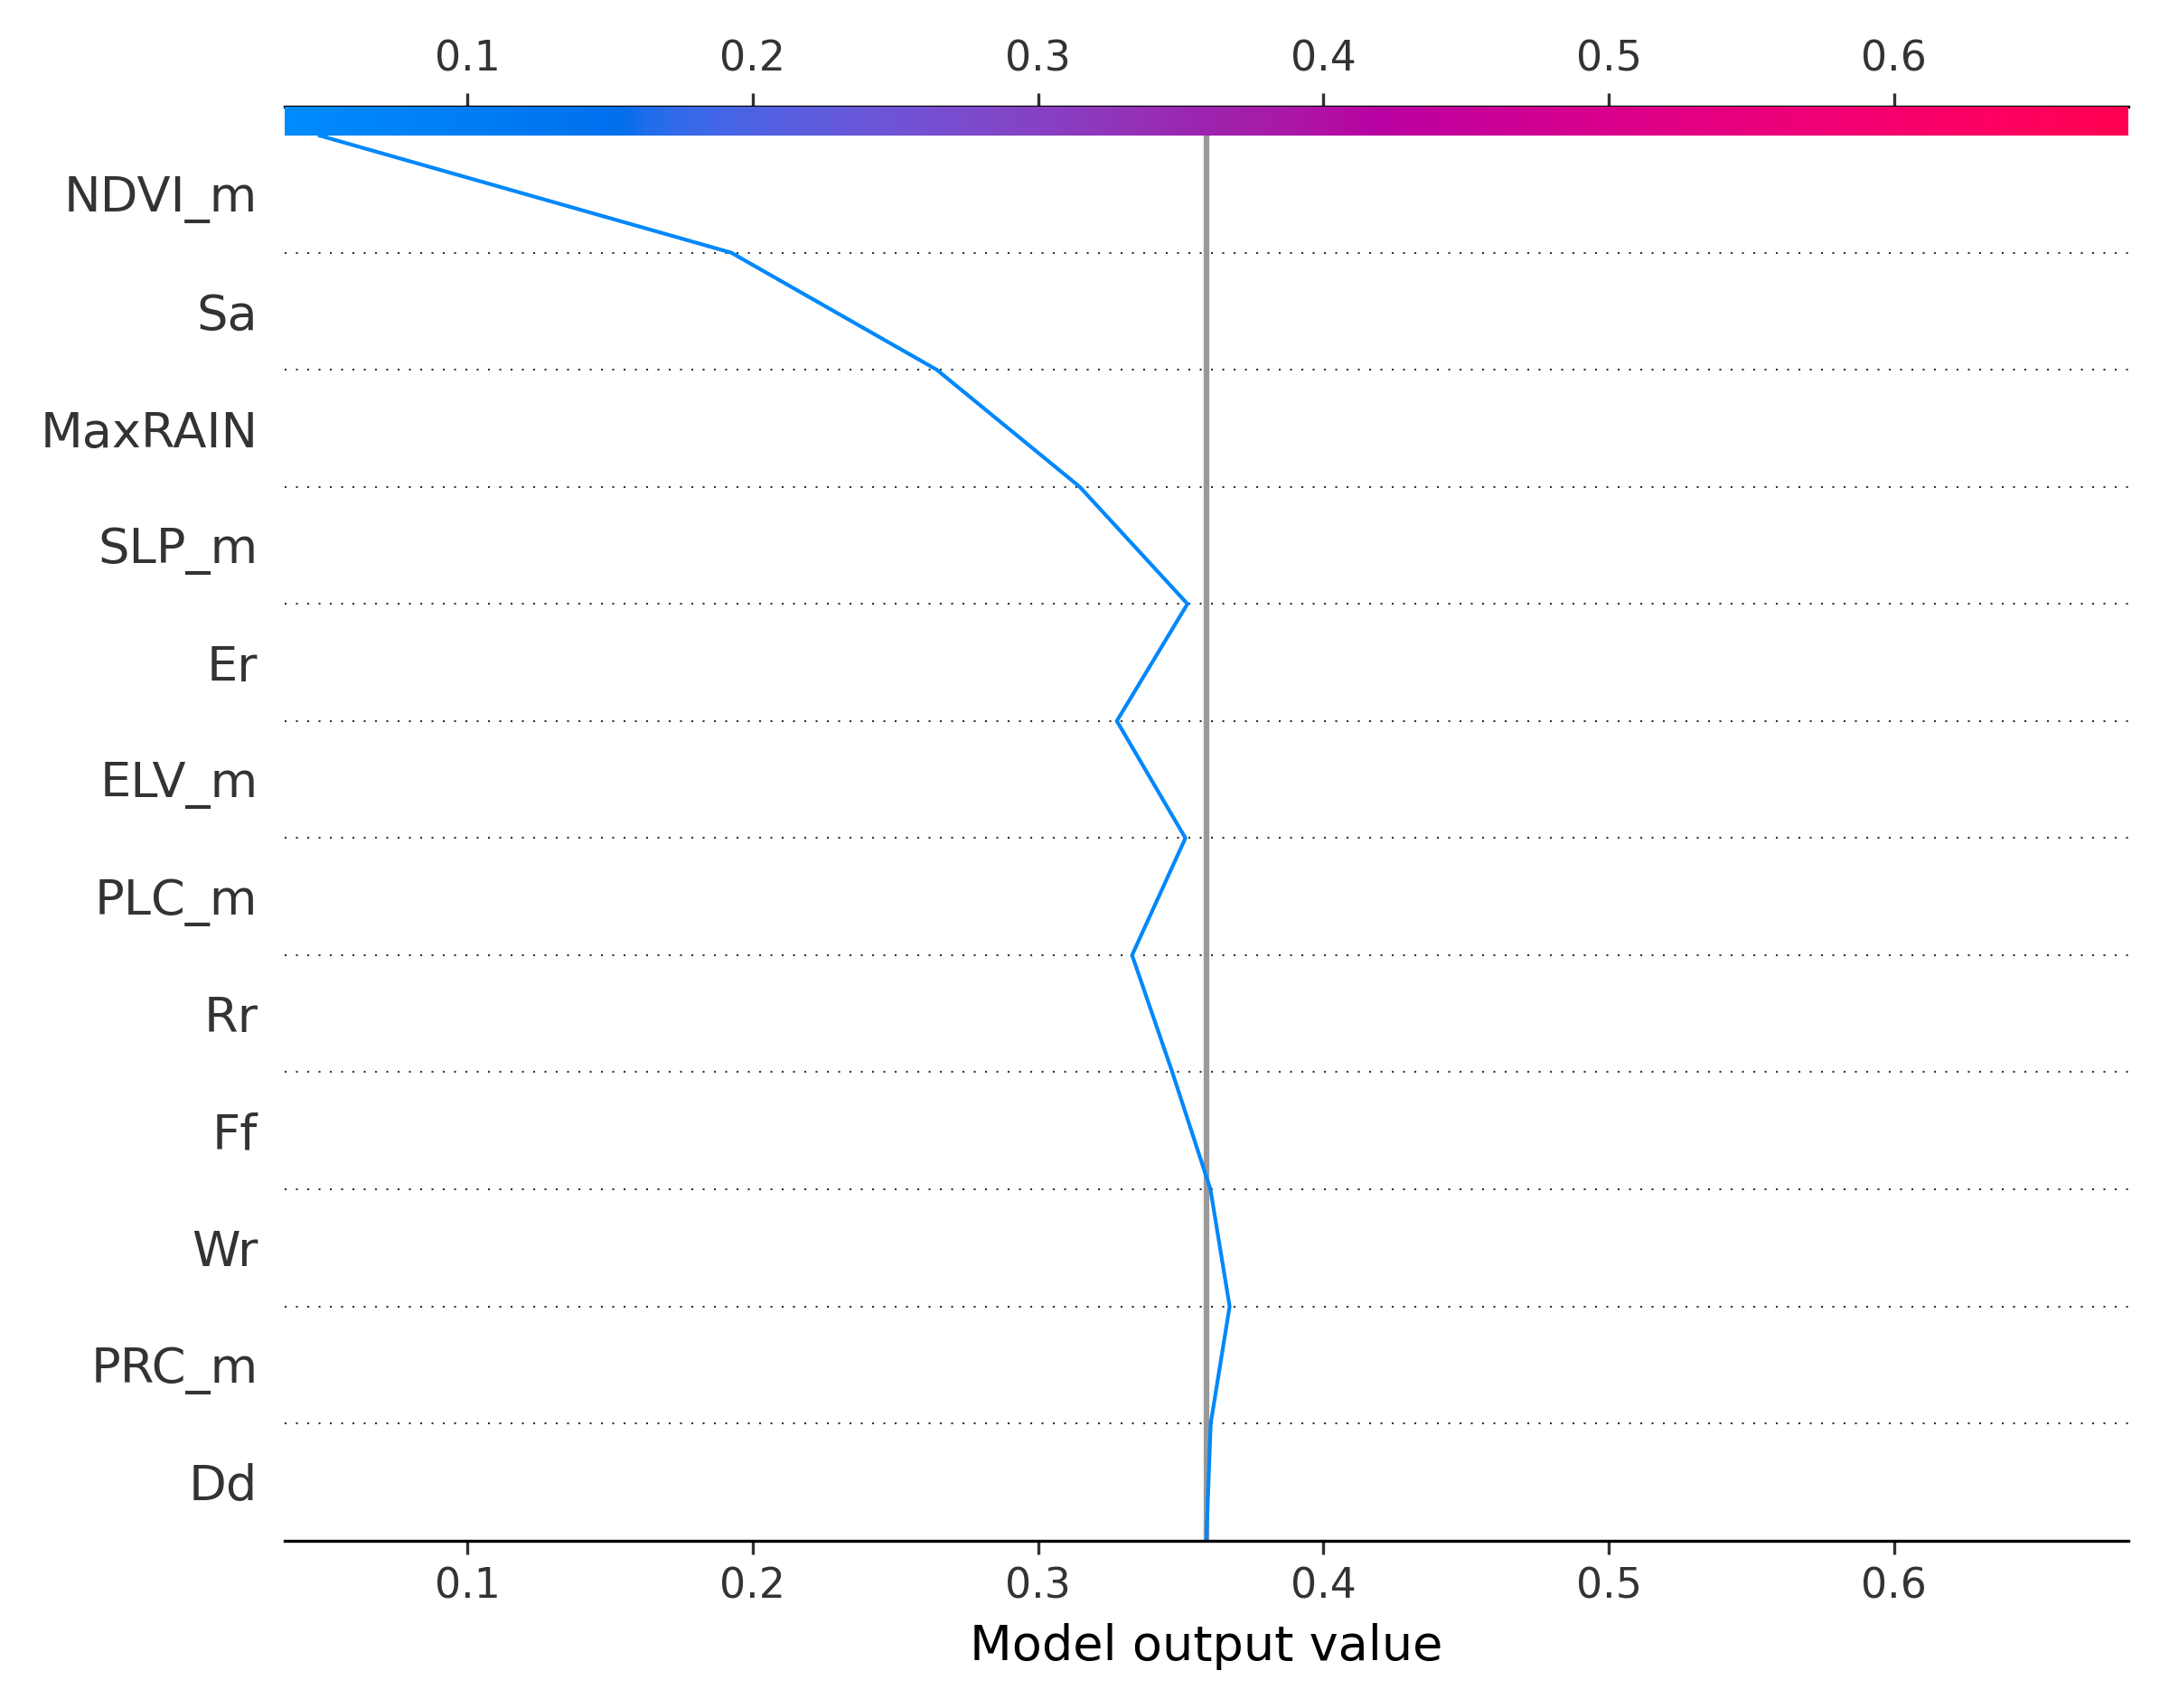 0.1 0.2 0.3 0.4 0.5 0.6
NDVI_m
Sa
MaxRAIN
SLP_m
Er
ELV_m
PLC_m
Rr
Ff
Wr
PRC_m
Dd
0.1 0.2 0.3 0.4 0.5 0.6
Model output value